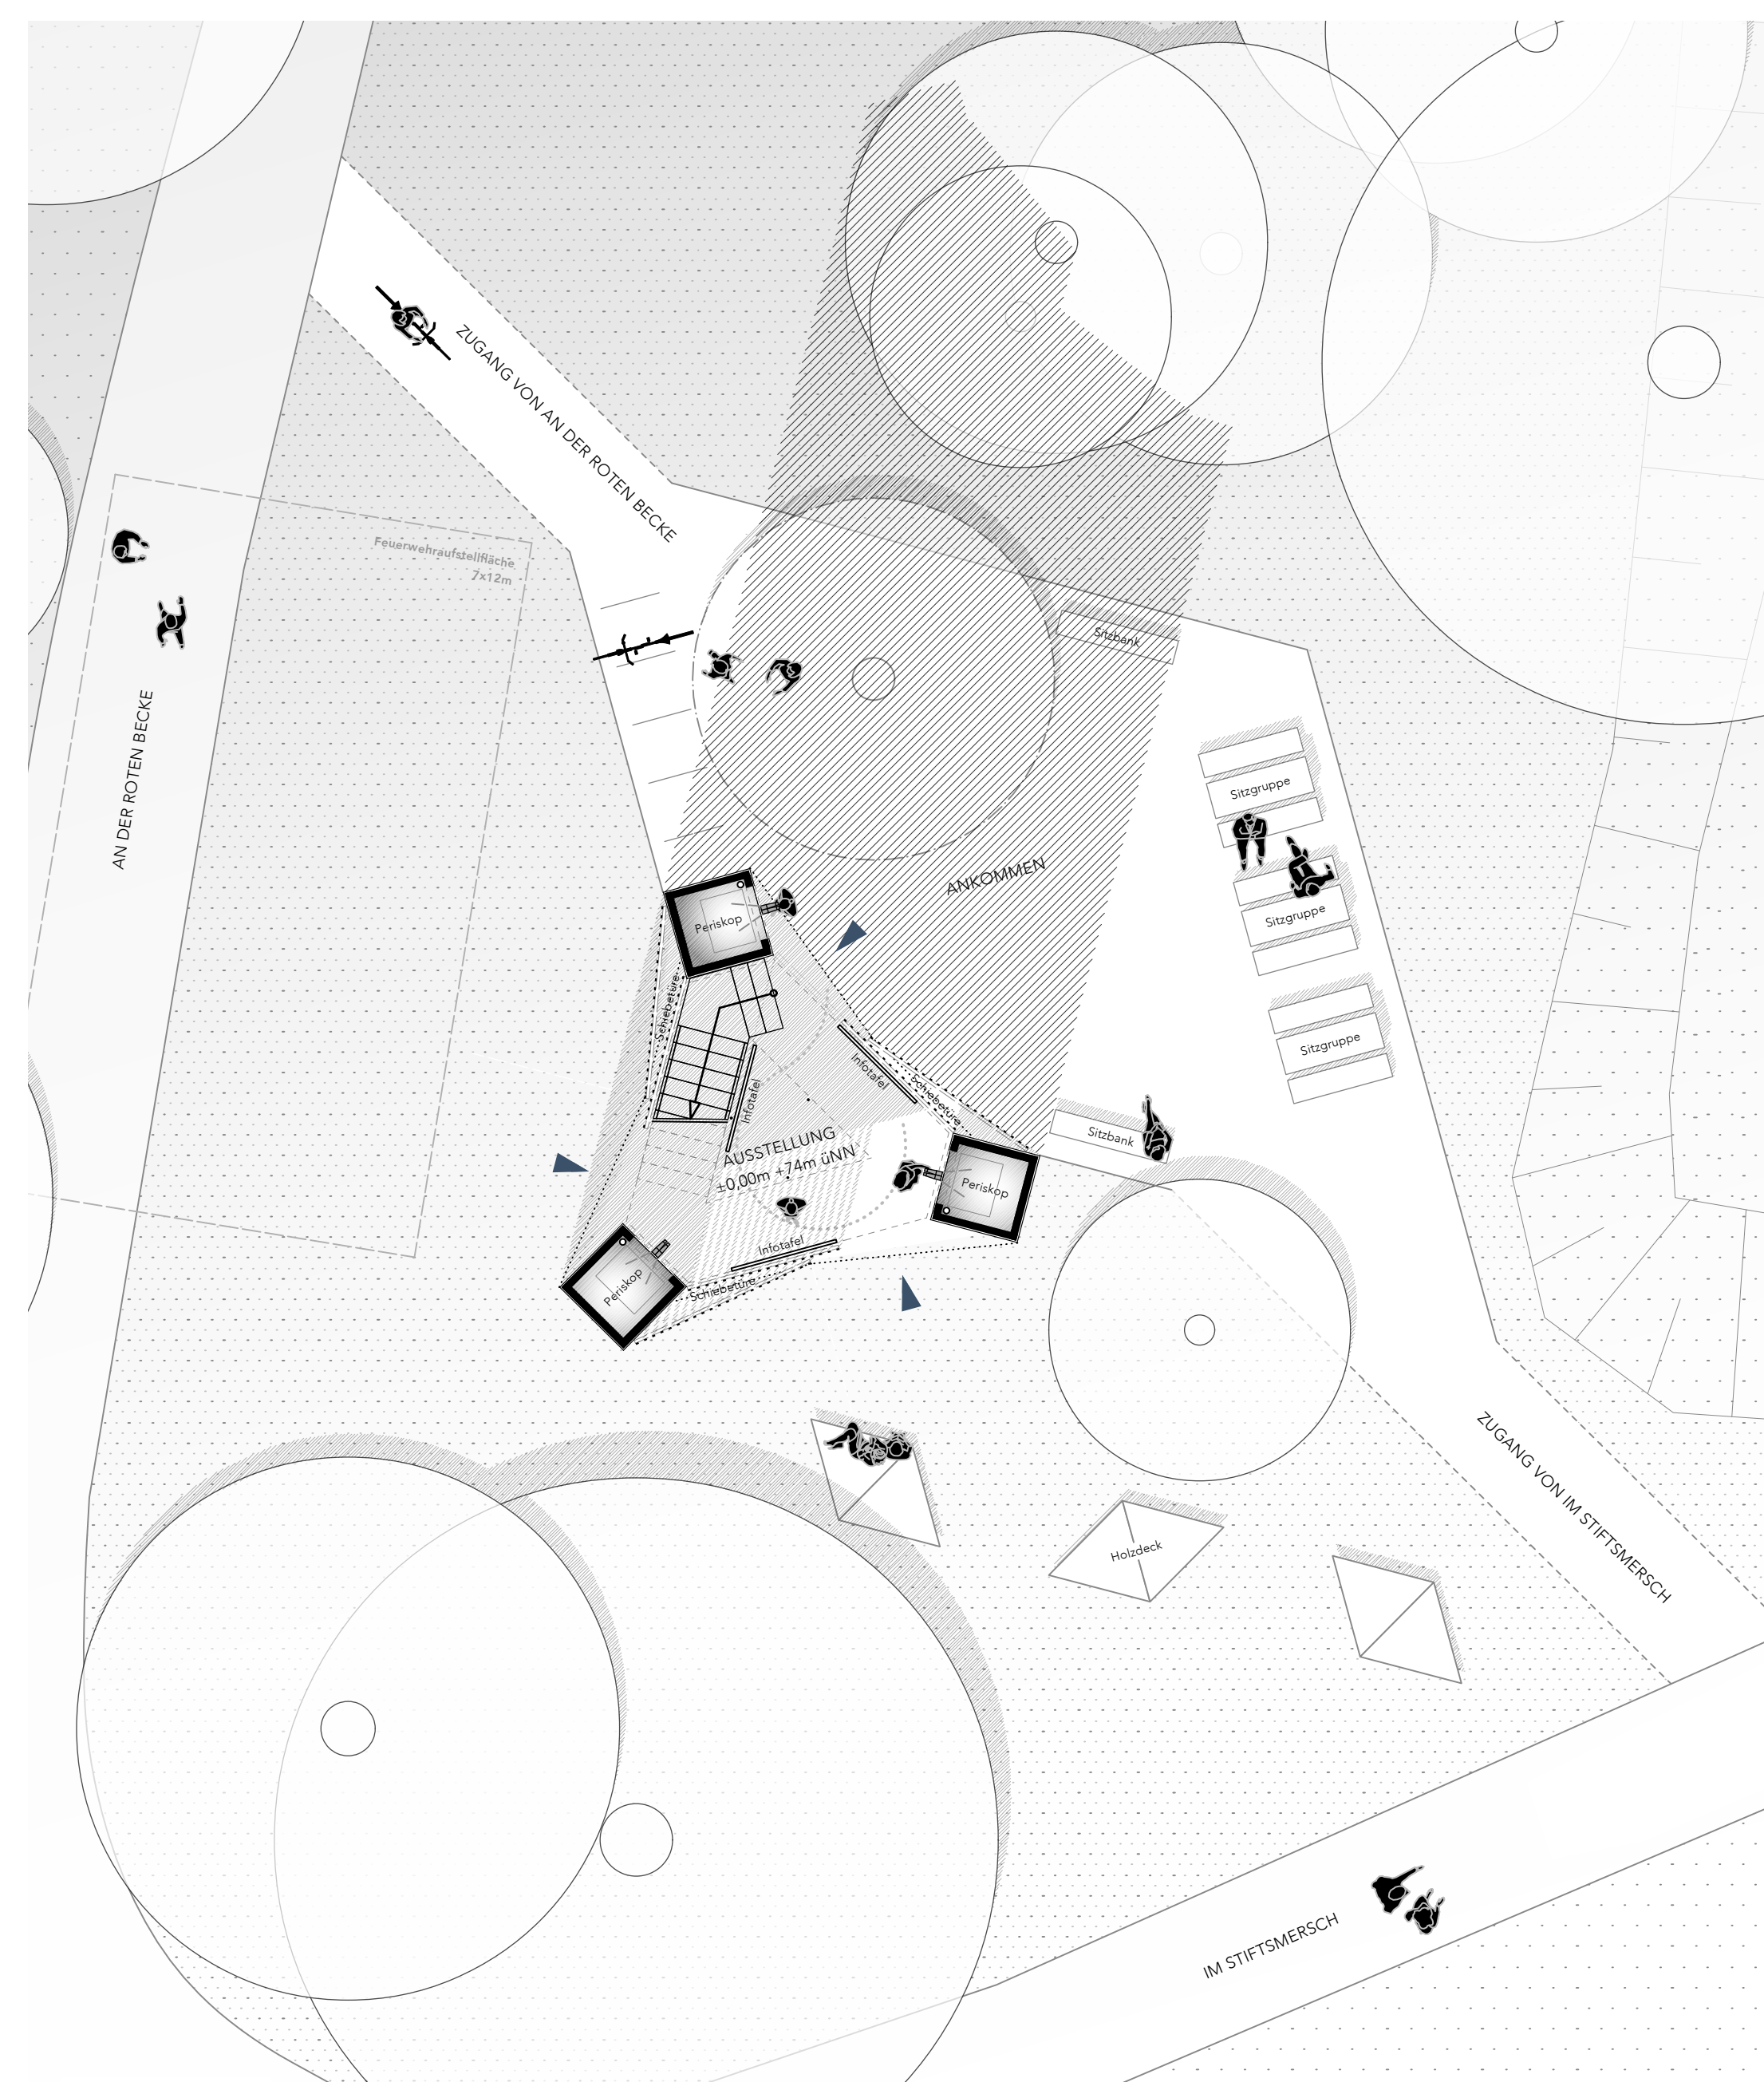 ZUGANG VON AN DER ROTEN BECKE
Feuerwehraufstellfläche
7x12m
Sitzbank
AN DER ROTEN BECKE
Sitzgruppe
ANKOMMEN
Periskop
Sitzgruppe
Schiebetüre
Sitzgruppe
Infotafel
Schiebetüre
Infotafel
Sitzbank
AUSSTELLUNG
±0,00m +74m üNN
Periskop
Infotafel
Periskop
Schiebetüre
ZUGANG VON IM STIFTSMERSCH
Holzdeck
IM STIFTSMERSCH